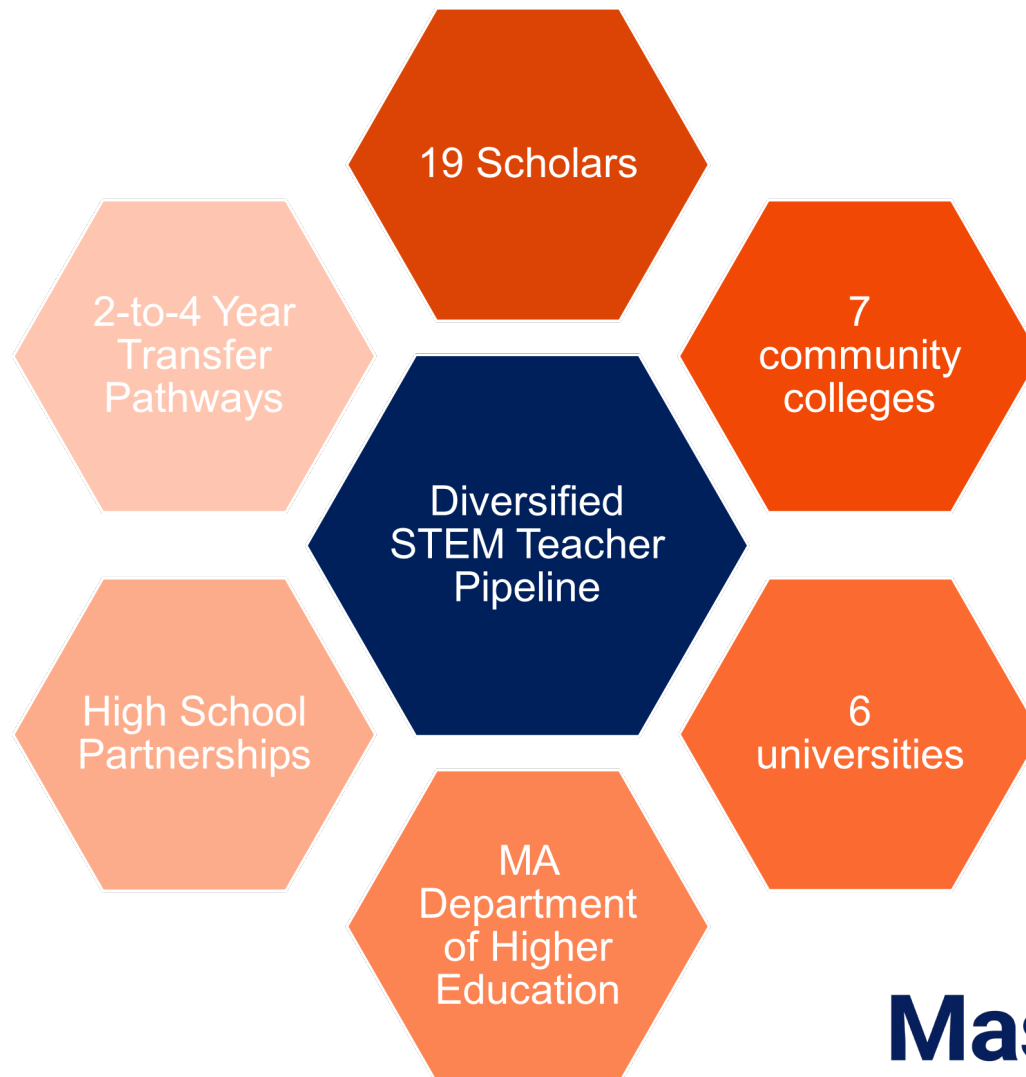 19 Scholars
2-to-4 Year
Transfer
Pathways
7
community
colleges
Diversified
STEM Teacher
Pipeline
High School
Partnerships
6
universities
MA
Department
of Higher
Education
Mas